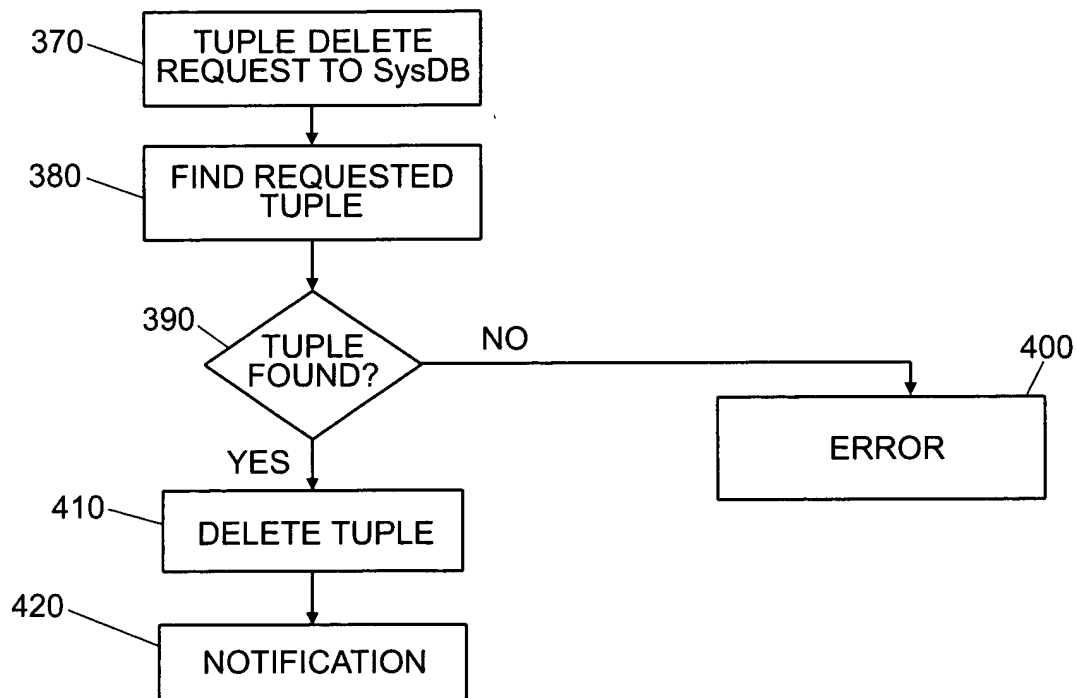 370
TUPLE DELETE
REQUEST TO SysDB
380
FIND REQUESTED
TUPLE
390
TUPLE
FOUND?
NO
400
ERROR
YES
410
DELETE TUPLE
420
NOTIFICATION